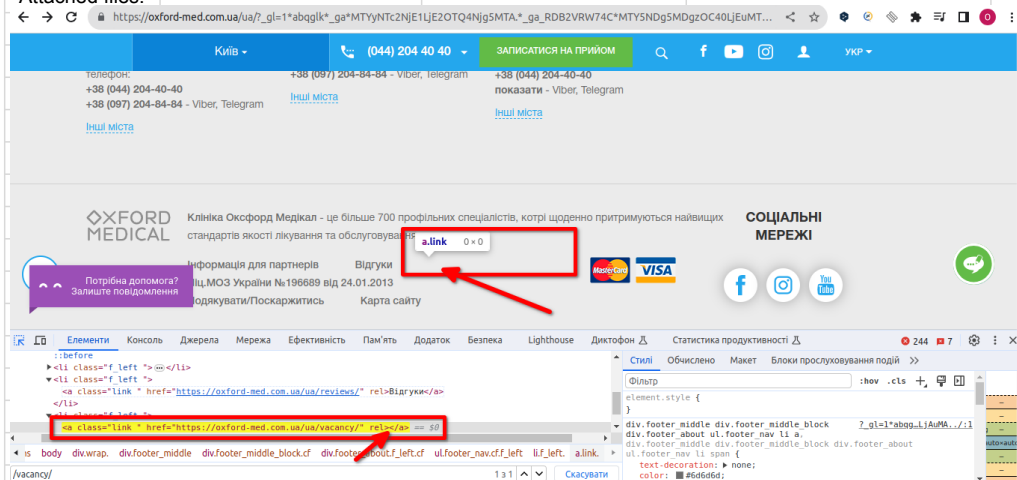 Attached files:
https://oxford-med.com.ua/ua/?_gl=1*abqglk*_ga*MTYyNTc2NjE1LjE2OTQ4Njg5MTA.*_ga_RDB2VRW74C*MTY5NDg5MDgzOC40LjEuMT...
Київ
(044) 204 40 40
ЗАПИСАТИСЯ НА ПРИЙОМ
УКР
телефон:
+38 (044) 204-40-40
+38 (097) 204-84-84 - Viber, Telegram
Інші міста
+38 (097) 204-84-84 - Viber, Telegram
Інші міста
+38 (044) 204-40-40
показати - Viber, Telegram
Інші міста
OXFORD
MEDICAL
Клініка Оксфорд Медікал - це більше 700 профільних спеціалістів, котрі щоденно притримуються найвищих
стандартів якості лікування та обслуговування
a.link 0×0
Інформація для партнерів Відгуки
Ліц.МОЗ України №196689 від 24.01.2013
Подякувати/Поскаржитись Карта сайту
MasterCard
VISA
СОЦІАЛЬНІ
МЕРЕЖІ
You
Tube
Потрібна допомога?
Залиште повідомлення
Елементи Консоль Джерела Мережа Ефективність Пам'ять Додаток Безпека Lighthouse Диктофон Статистика продуктивності 244 7
::before
<li class="f_left ">…</li>
<li class="f_left ">
<a class="link " href="https://oxford-med.com.ua/ua/reviews/" rel>Відгуки</a>
</li>
<li class="f_left ">
<a class="link " href="https://oxford-med.com.ua/ua/vacancy/" rel></a> == $0
body div.wrap. div.footer_middle div.footer_middle_block.cf div.footer_about.f_left.cf ul.footer_nav.cf.f_left li.f_left. a.link.
/vacancy/
1 з 1
Скасувати
Стилі Обчислено Макет Блоки прослуховування подій
Фільтр
:hov .cls
element.style {
}
div.footer_middle div.footer_middle_block ?_gl=1*abqg…LjAuMA../:1
div.footer_about ul.footer_nav li a,
div.footer_middle div.footer_middle_block div.footer_about
ul.footer_nav li span {
text-decoration: none;
color: #6d6d6d;